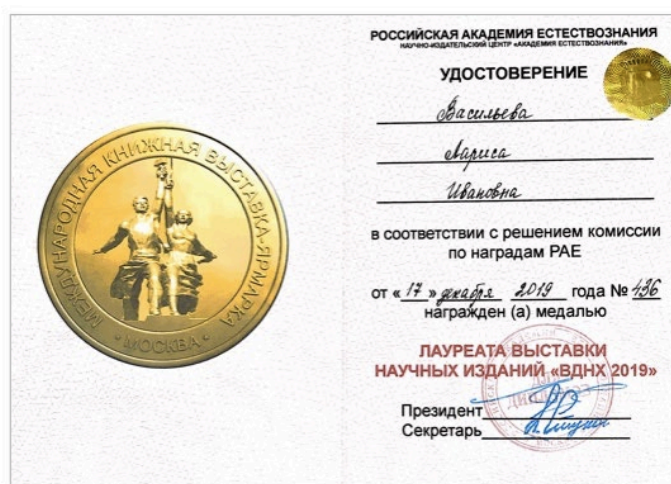 МЕЖДУНАРОДНАЯ КНИЖНАЯ ВЫСТАВКА-ЯРМАРКА
• МОСКВА •
РОССИЙСКАЯ АКАДЕМИЯ ЕСТЕСТВОЗНАНИЯ
НАУЧНО-ИЗДАТЕЛЬСКИЙ ЦЕНТР «АКАДЕМИЯ ЕСТЕСТВОЗНАНИЯ»
УДОСТОВЕРЕНИЕ
Васильева
Лариса
Ивановна
в соответствии с решением комиссии
по наградам РАЕ
от «17» декабря 2019 года № 436
награжден (а) медалью
ЛАУРЕАТА ВЫСТАВКИ
НАУЧНЫХ ИЗДАНИЙ «ВДНХ 2019»
ДЛЯ
ДИПЛОМОВ
Президент
Секретарь